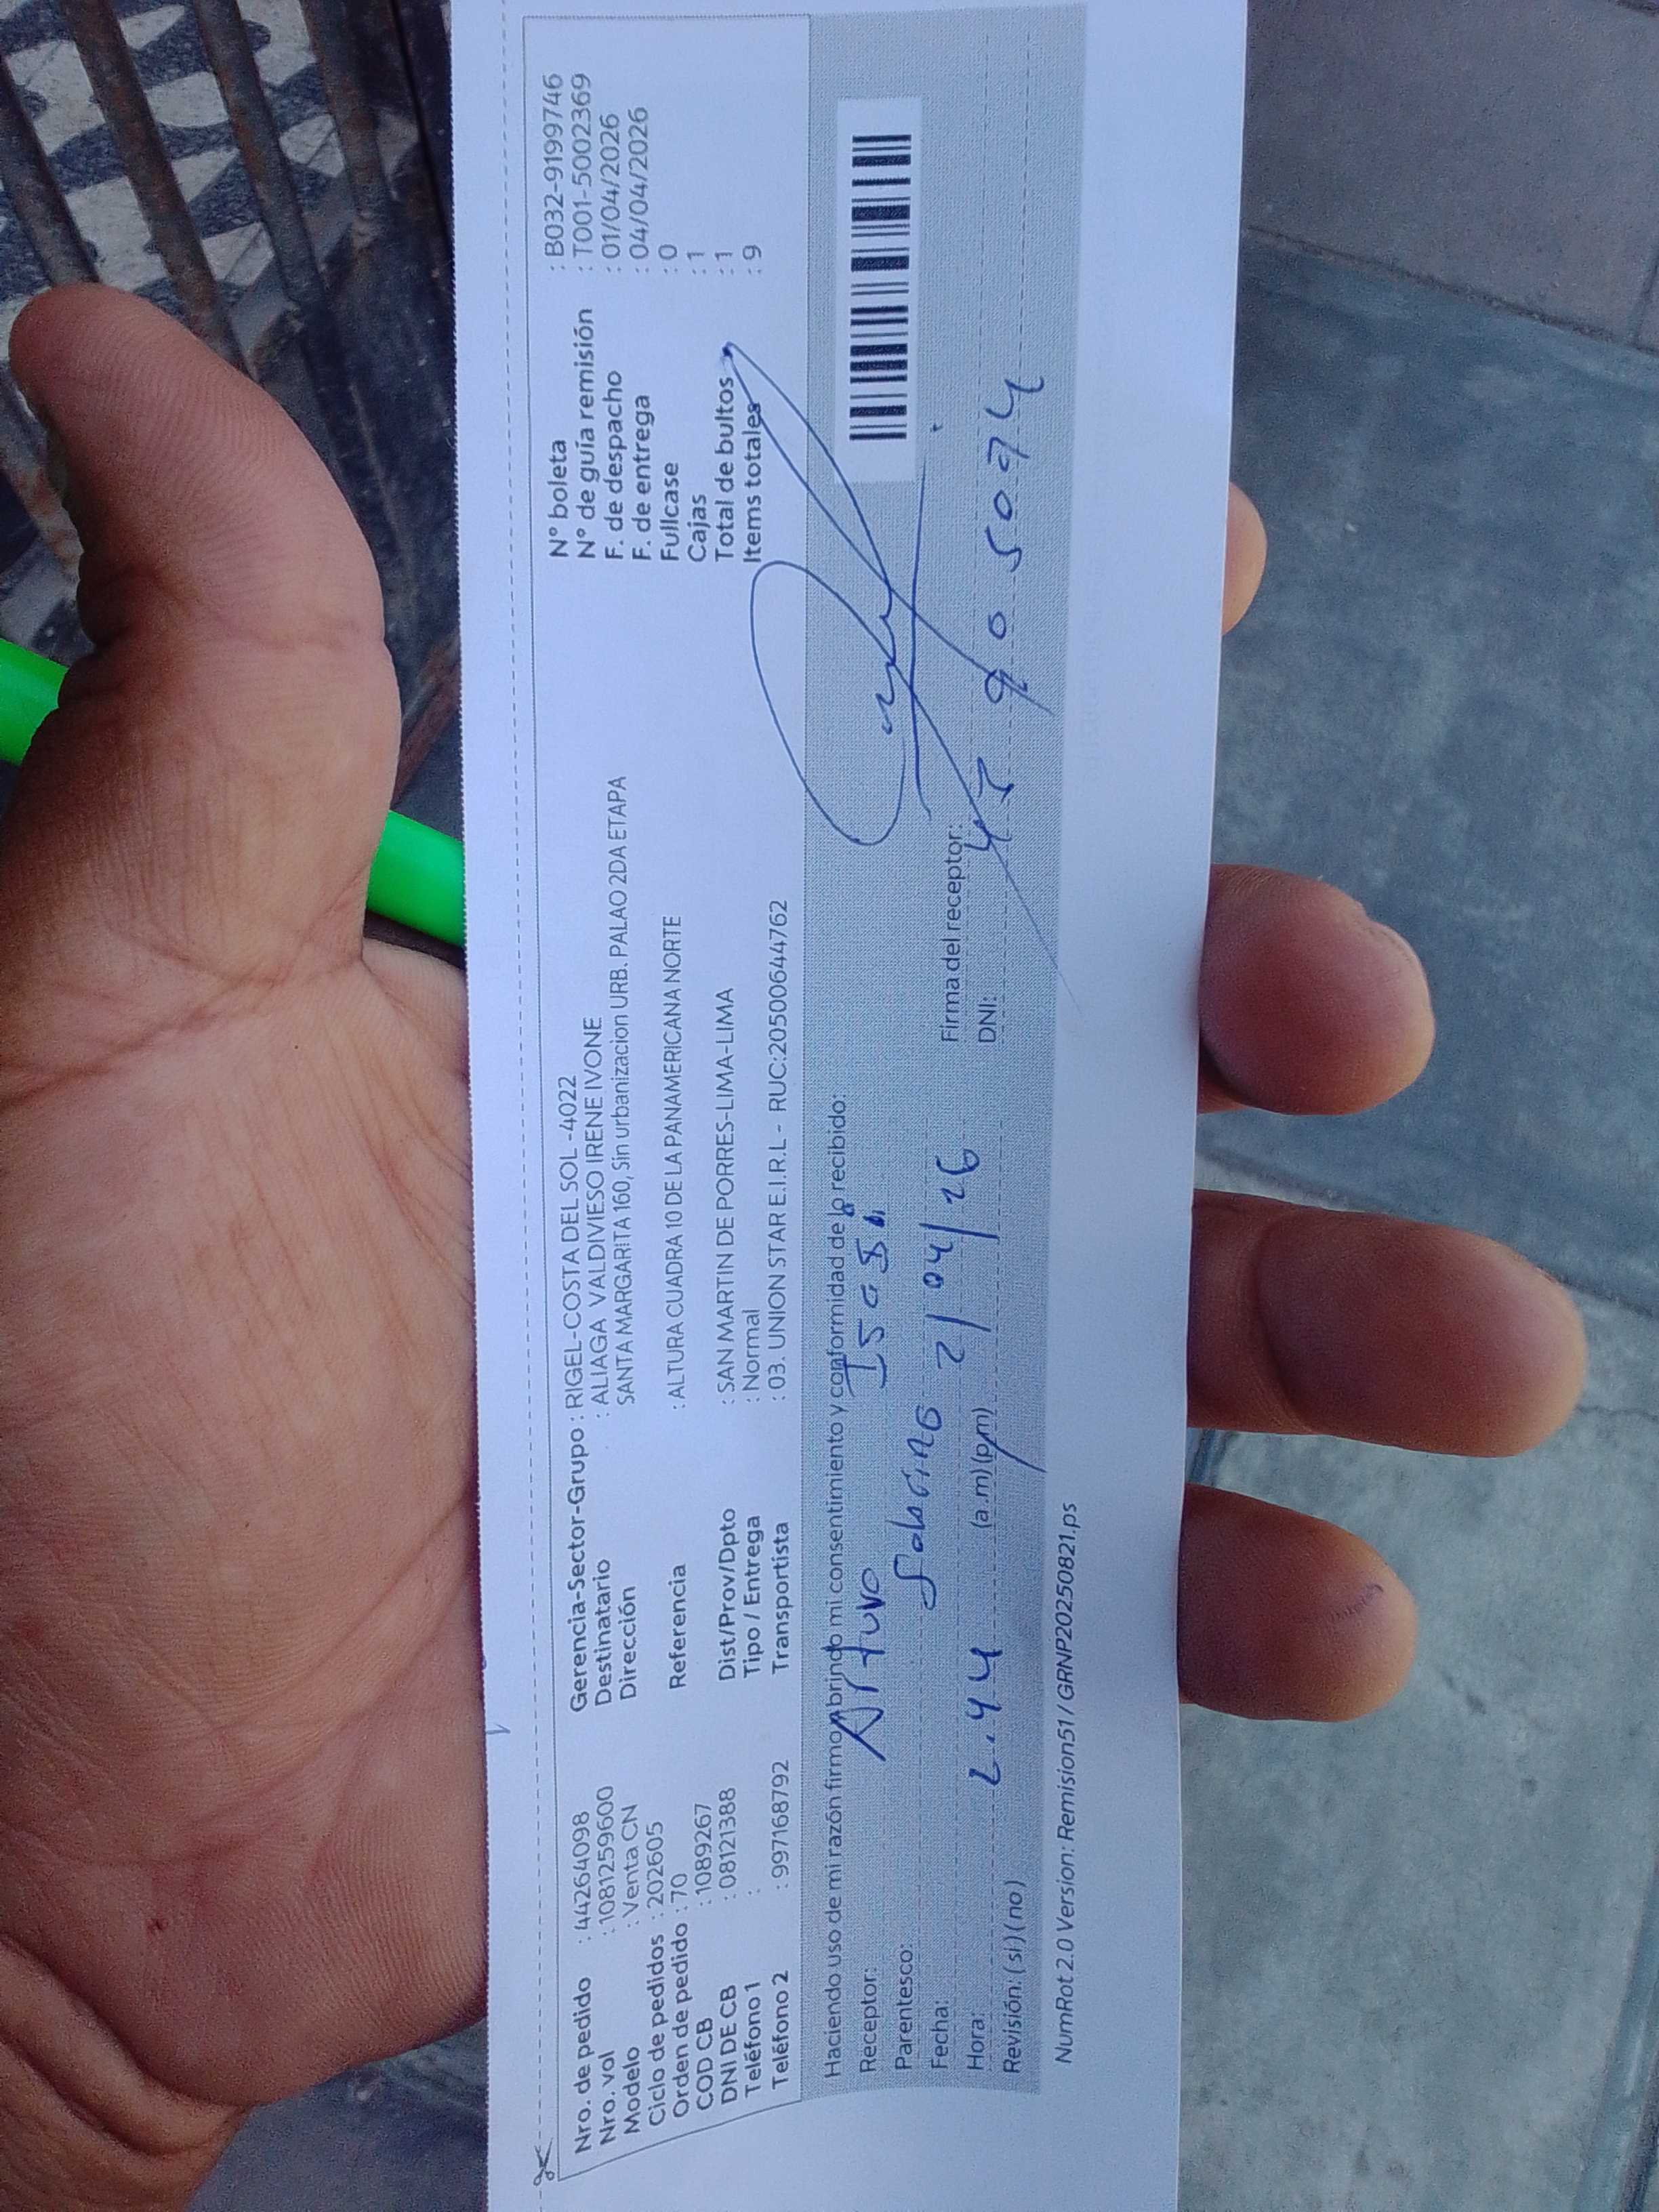 Nro. de pedido : 44264098
Nro. vol : 1081259600
Modelo : Venta CN
Ciclo de pedidos : 202605
Orden de pedido : 70
COD CB : 1089267
DNI DE CB : 08121388
Teléfono 1 :
Teléfono 2 : 997168792
Gerencia-Sector-Grupo : RIGEL-COSTA DEL SOL -4022
Destinatario : ALIAGA VALDIVIESO IRENE IVONE
Dirección SANTA MARGARITA 160, Sin urbanizacion URB. PALAO 2DA ETAPA
Referencia : ALTURA CUADRA 10 DE LA PANAMERICANA NORTE
Dist/Prov/Dpto : SAN MARTIN DE PORRES-LIMA-LIMA
Tipo / Entrega : Normal
Transportista : 03. UNION STAR E.I.R.L - RUC:20500644762
N° boleta : B032-9199746
N° de guía remisión : T001-5002369
F. de despacho : 01/04/2026
F. de entrega : 04/04/2026
Fullcase : 0
Cajas : 1
Total de bultos : 1
Items totales : 9
Haciendo uso de mi razón firmo abrindo mi consentimiento y conformidad de lo recibido:
Receptor: Arturo
Parentesco: Sobrino
Fecha: 2/04/26
Hora: 2:44 (a.m)(p.m)
Revisión: ( si ) ( no )
Firma del receptor:
DNI: 45905074
NumRot 2.0 Version: Remision51 / GRNP20250821.ps